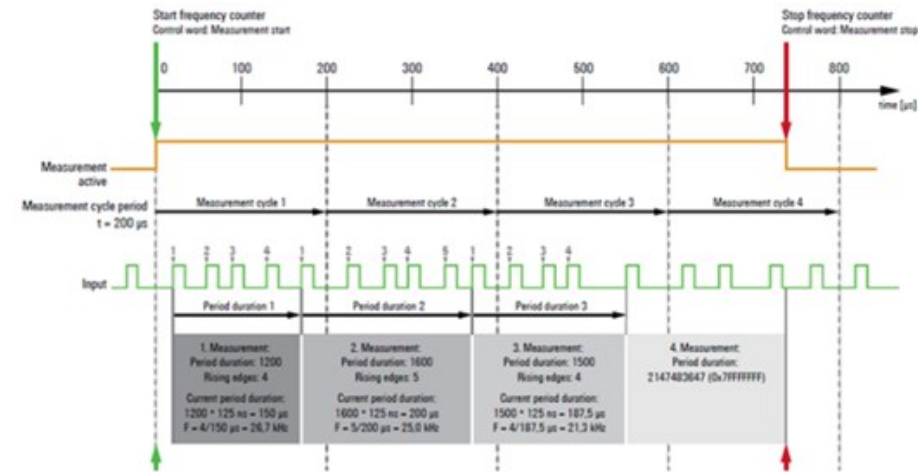 Start frequency counter
Control word: Measurement start
Stop frequency counter
Control word: Measurement stop
0 100 200 300 400 500 600 700 800
time [µs]
Measurement active
Measurement cycle period
t = 200 µs
Measurement cycle 1
Measurement cycle 2
Measurement cycle 3
Measurement cycle 4
1 2 3 4 1 2 3 4 5 1 2 3 4
Input
Period duration 1
Period duration 2
Period duration 3
1. Measurement:
Period duration: 1200
Rising edges: 4
Current period duration:
1200 * 125 ns = 150 µs
F = 4/150 µs = 26,7 kHz
2. Measurement:
Period duration: 1600
Rising edges: 5
Current period duration:
1600 * 125 ns = 200 µs
F = 5/200 µs = 25,0 kHz
3. Measurement:
Period duration: 1500
Rising edges: 4
Current period duration:
1500 * 125 ns = 187,5 µs
F = 4/187,5 µs = 21,3 kHz
4. Measurement:
Period duration:
2147483647 (0x7FFFFFFF)